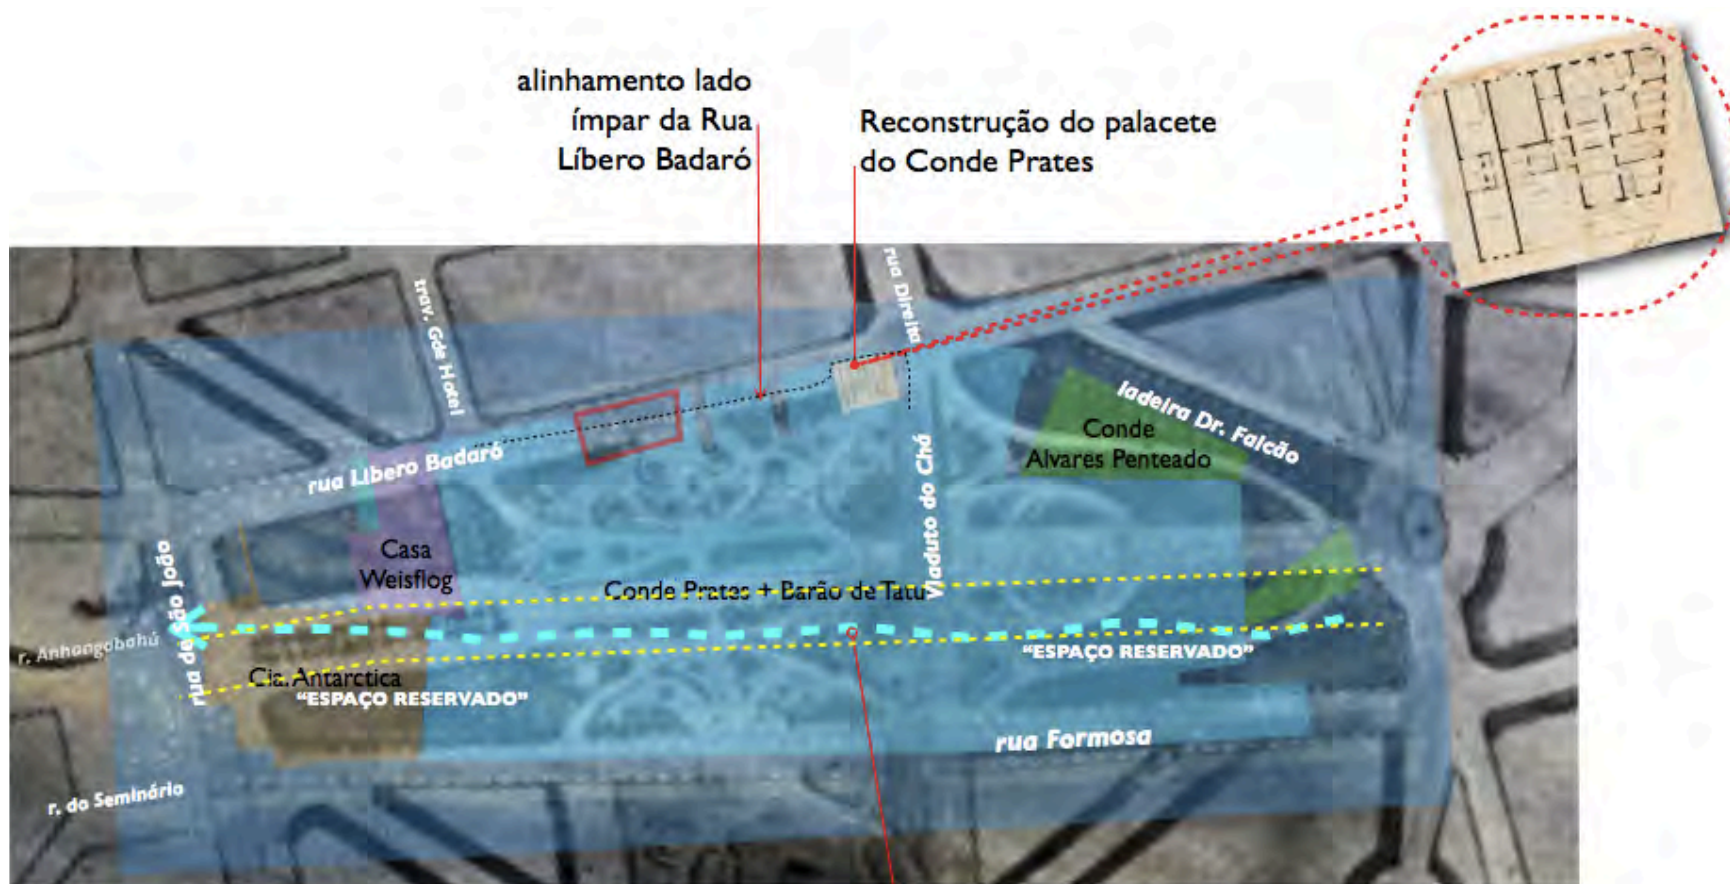 alinhamento lado
ímpar da Rua
Líbero Badaró
Reconstrução do palacete
do Conde Prates
trav. Gde Hotel
rua Direita
rua Líbero Badaró
ladeira Dr. Falcão
Conde
Alvares Penteado
Viaduto do Chá
Casa
Weisflog
Conde Prates + Barão de Tatuí
rua de São João
r. Anhangabahú
Cia. Antarctica
"ESPAÇO RESERVADO"
"ESPAÇO RESERVADO"
rua Formosa
r. do Seminário